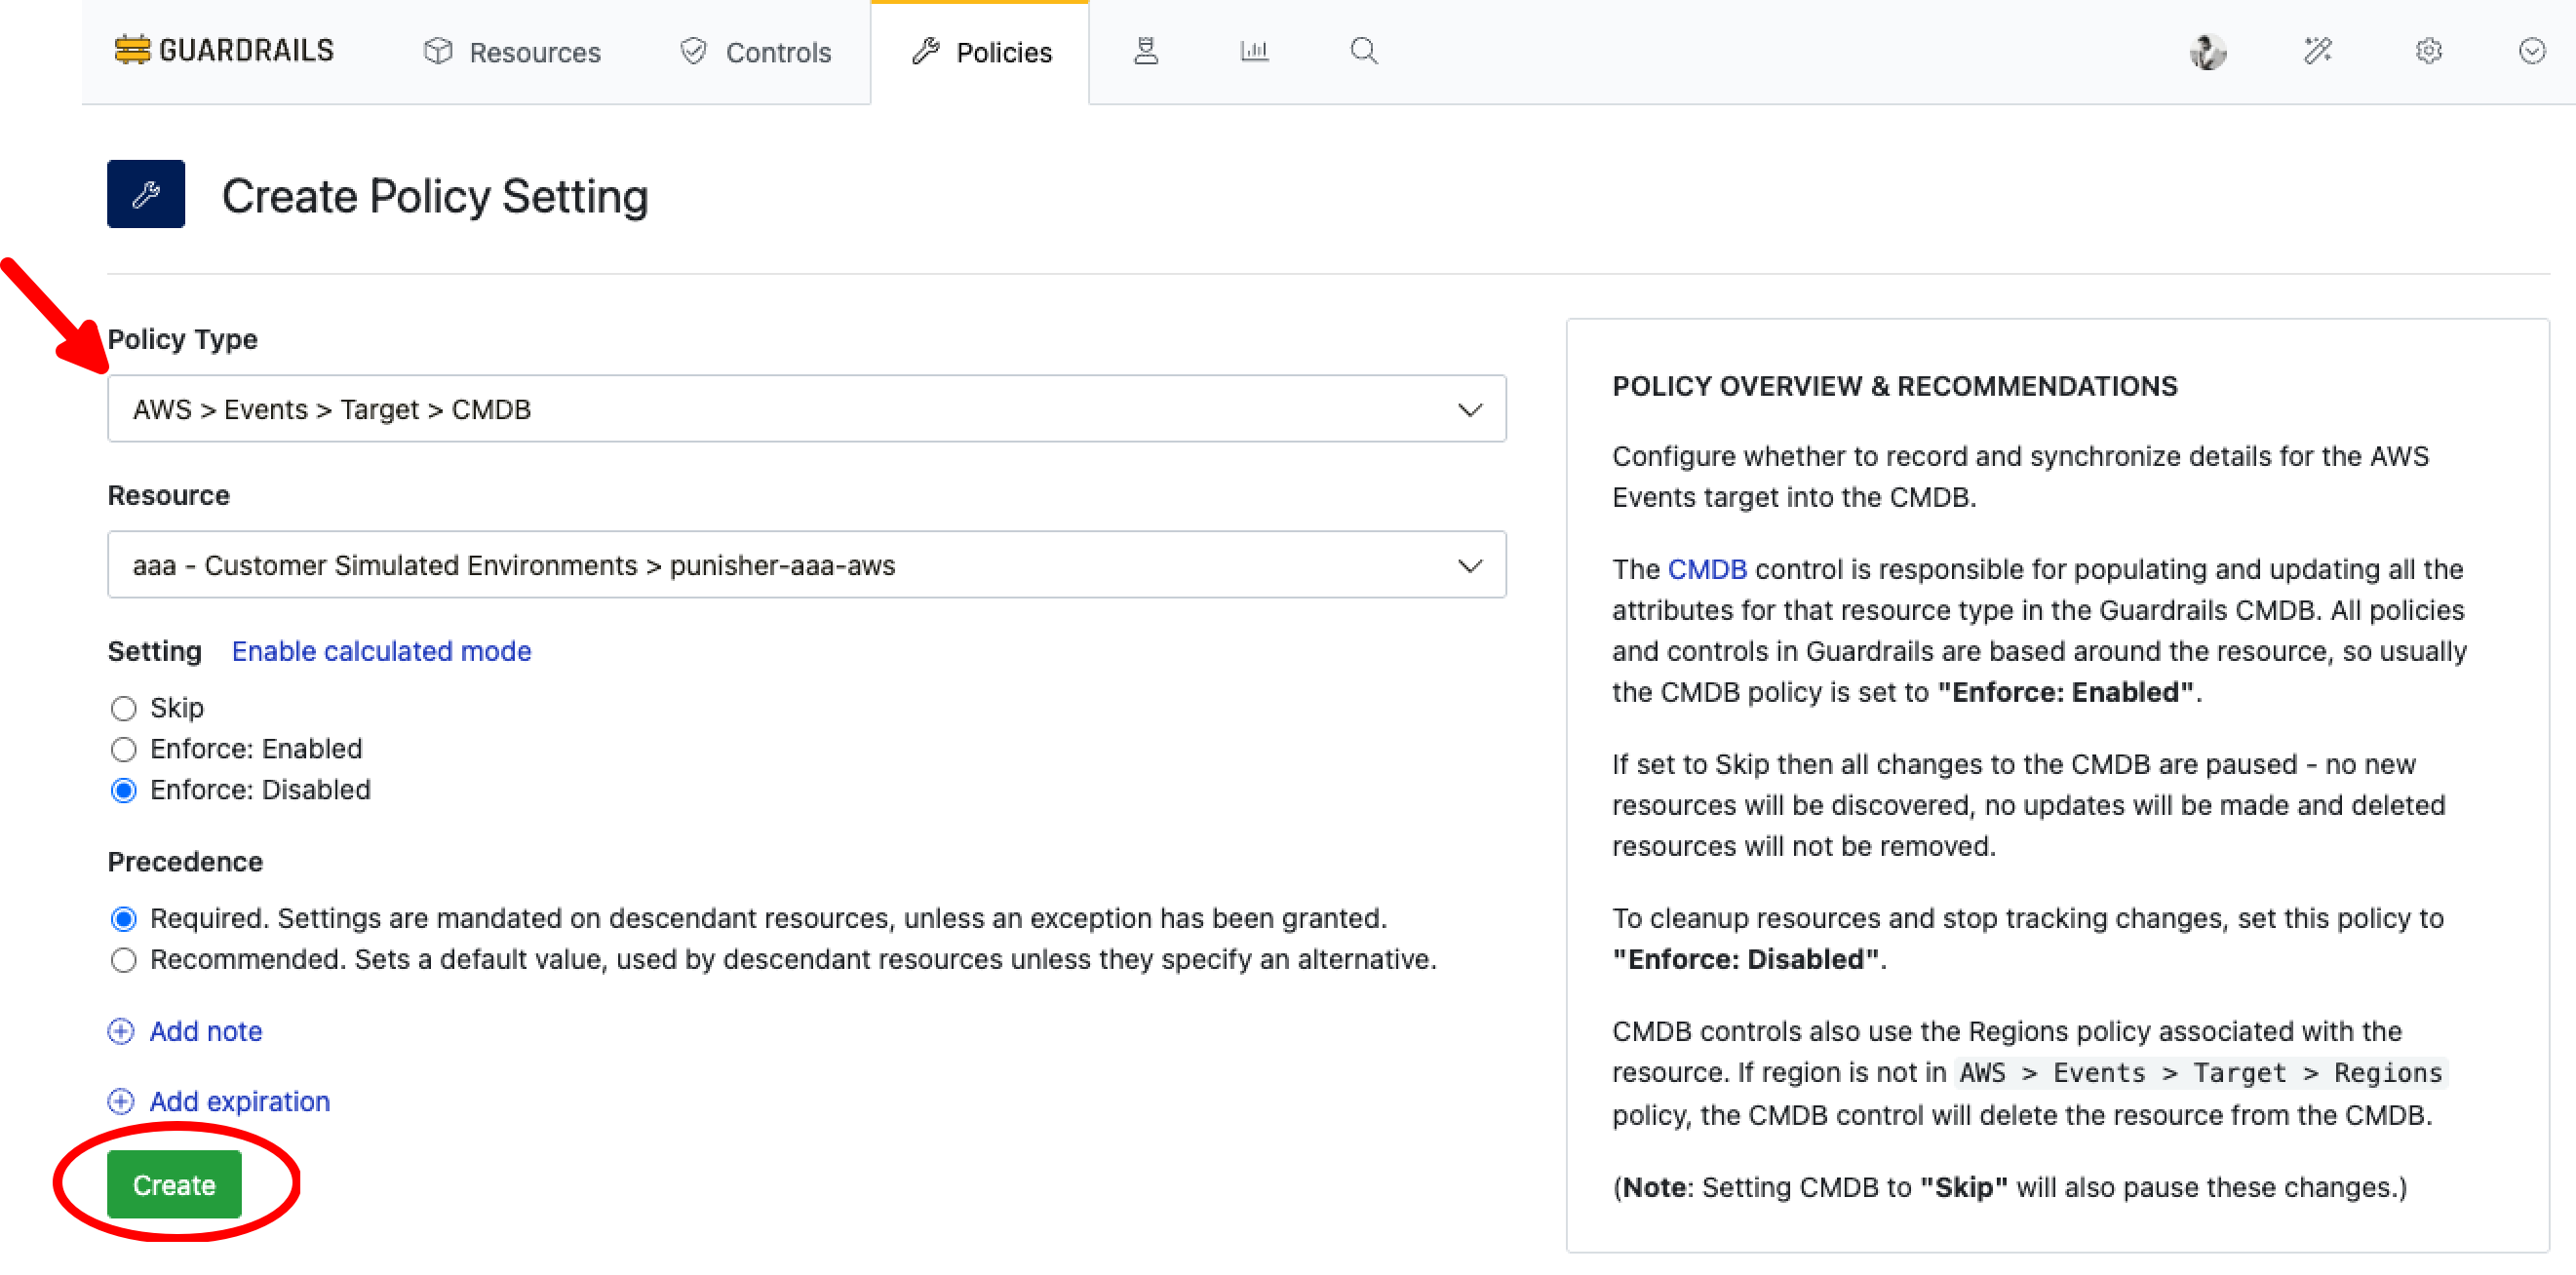 GUARDRAILS Resources Controls Policies
Create Policy Setting
Policy Type
AWS > Events > Target > CMDB
Resource
aaa - Customer Simulated Environments > punisher-aaa-aws
Setting Enable calculated mode
Skip
Enforce: Enabled
Enforce: Disabled
Precedence
Required. Settings are mandated on descendant resources, unless an exception has been granted.
Recommended. Sets a default value, used by descendant resources unless they specify an alternative.
Add note
Add expiration
Create
POLICY OVERVIEW & RECOMMENDATIONS
Configure whether to record and synchronize details for the AWS
Events target into the CMDB.
The CMDB control is responsible for populating and updating all the
attributes for that resource type in the Guardrails CMDB. All policies
and controls in Guardrails are based around the resource, so usually
the CMDB policy is set to "Enforce: Enabled".
If set to Skip then all changes to the CMDB are paused - no new
resources will be discovered, no updates will be made and deleted
resources will not be removed.
To cleanup resources and stop tracking changes, set this policy to
"Enforce: Disabled".
CMDB controls also use the Regions policy associated with the
resource. If region is not in AWS > Events > Target > Regions
policy, the CMDB control will delete the resource from the CMDB.
(Note: Setting CMDB to "Skip" will also pause these changes.)